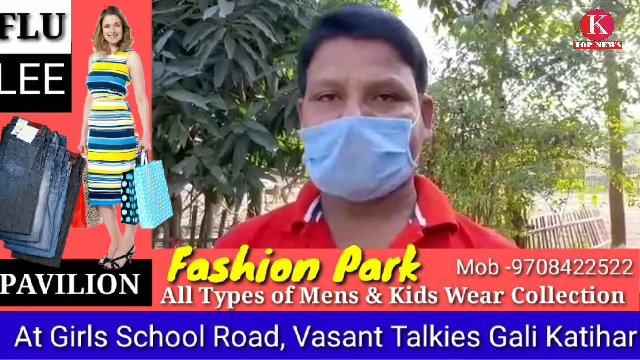 FLU
LEE
PAVILION
K
TOP NEWS
Fashion Park
Mob -9708422522
All Types of Mens & Kids Wear Collection
At Girls School Road, Vasant Talkies Gali Katihar